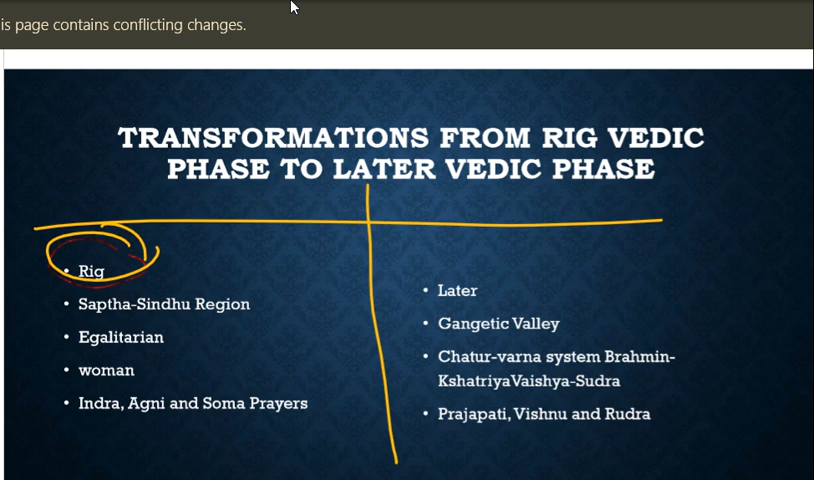 is page contains conflicting changes.
TRANSFORMATIONS FROM RIG VEDIC
PHASE TO LATER VEDIC PHASE
• Rig
• Saptha-Sindhu Region
• Egalitarian
• woman
• Indra, Agni and Soma Prayers
• Later
• Gangetic Valley
• Chatur-varna system Brahmin-
KshatriyaVaishya-Sudra
• Prajapati, Vishnu and Rudra